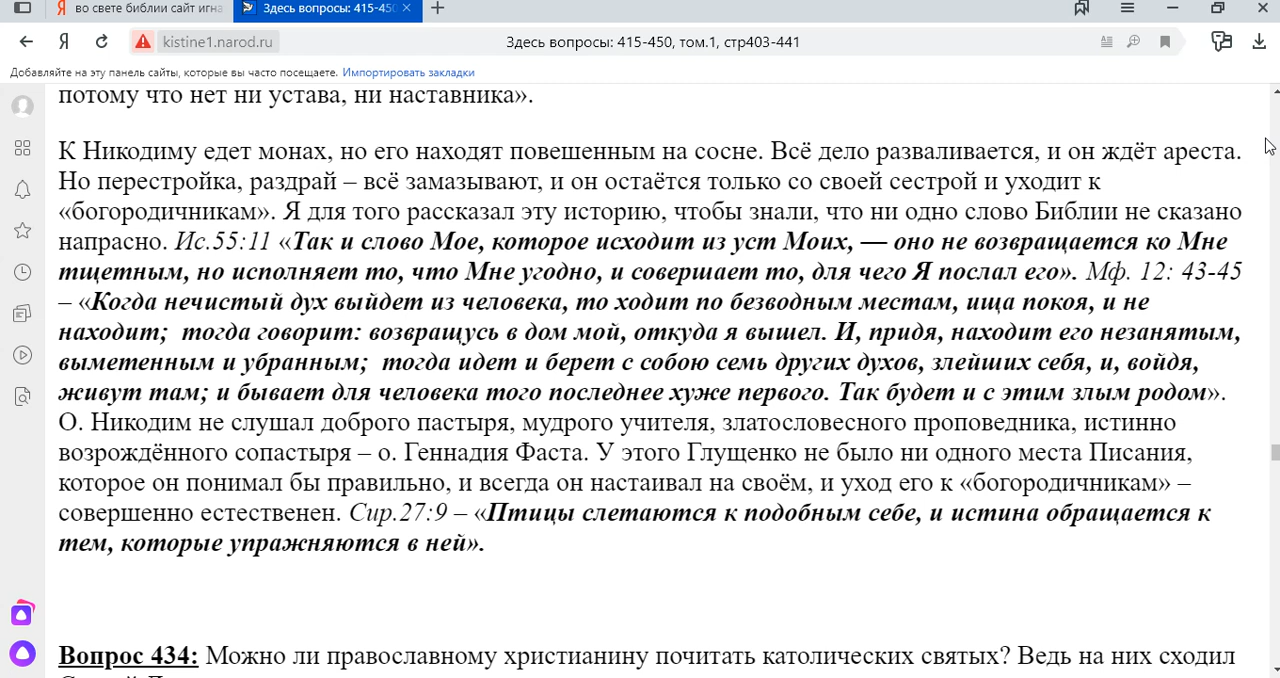 во свете библии сайт игна
Здесь вопросы: 415-450
kistine1.narod.ru
Здесь вопросы: 415-450, том.1, стр403-441
Добавляйте на эту панель сайты, которые вы часто посещаете. Импортировать закладки
потому что нет ни устава, ни наставника».
К Никодиму едет монах, но его находят повешенным на сосне. Всё дело разваливается, и он ждёт ареста.
Но перестройка, раздрай – всё замазывают, и он остаётся только со своей сестрой и уходит к
«богородичникам». Я для того рассказал эту историю, чтобы знали, что ни одно слово Библии не сказано
напрасно. Ис.55:11 «Так и слово Мое, которое исходит из уст Моих, — оно не возвращается ко Мне
тщетным, но исполняет то, что Мне угодно, и совершает то, для чего Я послал его». Мф. 12: 43-45
– «Когда нечистый дух выйдет из человека, то ходит по безводным местам, ища покоя, и не
находит; тогда говорит: возвращусь в дом мой, откуда я вышел. И, придя, находит его незанятым,
выметенным и убранным; тогда идет и берет с собою семь других духов, злейших себя, и, войдя,
живут там; и бывает для человека того последнее хуже первого. Так будет и с этим злым родом».
О. Никодим не слушал доброго пастыря, мудрого учителя, златословесного проповедника, истинно
возрождённого сопастыря – о. Геннадия Фаста. У этого Глущенко не было ни одного места Писания,
которое он понимал бы правильно, и всегда он настаивал на своём, и уход его к «богородичникам» –
совершенно естественен. Сир.27:9 – «Птицы слетаются к подобным себе, и истина обращается к
тем, которые упражняются в ней».
Вопрос 434: Можно ли православному христианину почитать католических святых? Ведь на них сходил